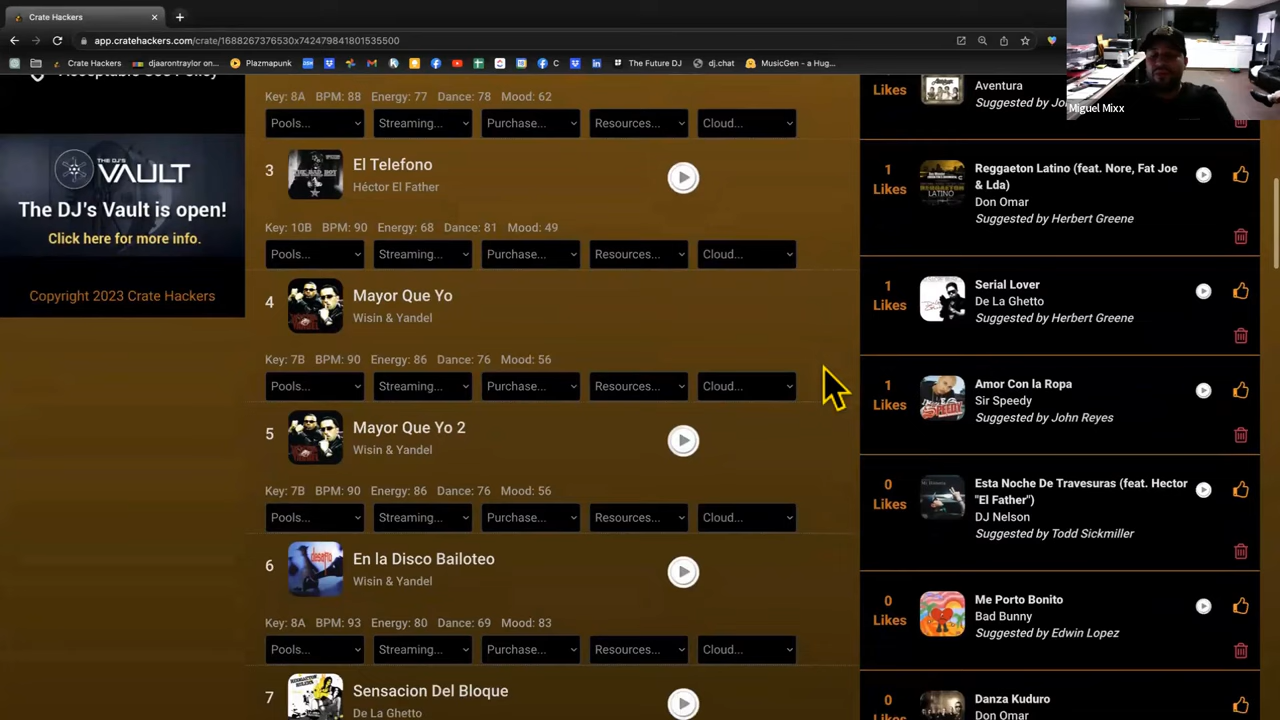 Crate Hackers
app.cratehackers.com/crate/1688267376530x742479841801535500
Crate Hackers
djaarontaylor on...
Plazmapunk
C
The Future DJ
dj.chat
MusicGen - a Hug...
Miguel Mixx
Acceptable Use Policy
THE DJ'S
VAULT
The DJ's Vault is open!
Click here for more info.
Copyright 2023 Crate Hackers
Key: 8A BPM: 88 Energy: 77 Dance: 78 Mood: 62
Pools... Streaming... Purchase... Resources... Cloud...
3
El Telefono
Héctor El Father
Key: 10B BPM: 90 Energy: 68 Dance: 81 Mood: 49
Pools... Streaming... Purchase... Resources... Cloud...
4
Mayor Que Yo
Wisin & Yandel
Key: 7B BPM: 90 Energy: 86 Dance: 76 Mood: 56
Pools... Streaming... Purchase... Resources... Cloud...
5
Mayor Que Yo 2
Wisin & Yandel
Key: 7B BPM: 90 Energy: 86 Dance: 76 Mood: 56
Pools... Streaming... Purchase... Resources... Cloud...
6
En la Disco Bailoteo
Wisin & Yandel
Key: 8A BPM: 93 Energy: 80 Dance: 69 Mood: 83
Pools... Streaming... Purchase... Resources... Cloud...
7
Sensacion Del Bloque
De La Ghetto
Likes
Aventura
Suggested by Jo
1
Likes
Reggaeton Latino (feat. Nore, Fat Joe
& Lda)
Don Omar
Suggested by Herbert Greene
1
Likes
Serial Lover
De La Ghetto
Suggested by Herbert Greene
1
Likes
Amor Con la Ropa
Sir Speedy
Suggested by John Reyes
0
Likes
Esta Noche De Travesuras (feat. Hector
"El Father")
DJ Nelson
Suggested by Todd Sickmiller
0
Likes
Me Porto Bonito
Bad Bunny
Suggested by Edwin Lopez
0
Likes
Danza Kuduro
Don Omar